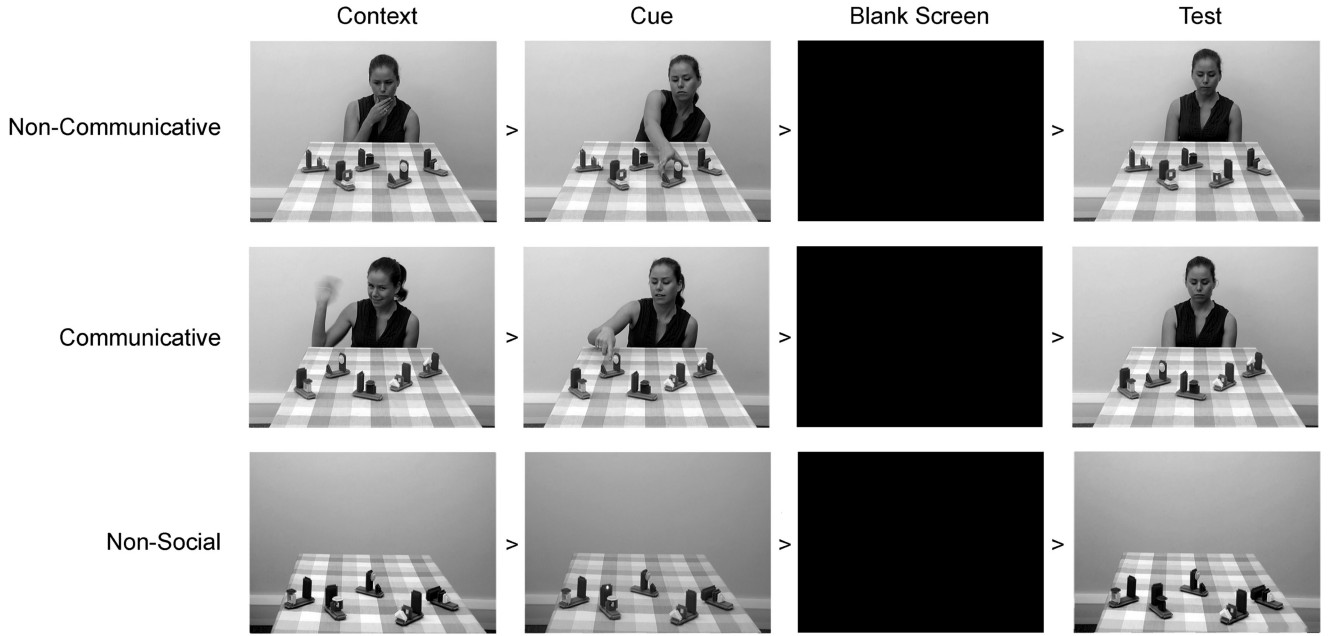 Context Cue Blank Screen Test
Non-Communicative > > >
Communicative > > >
Non-Social > > >